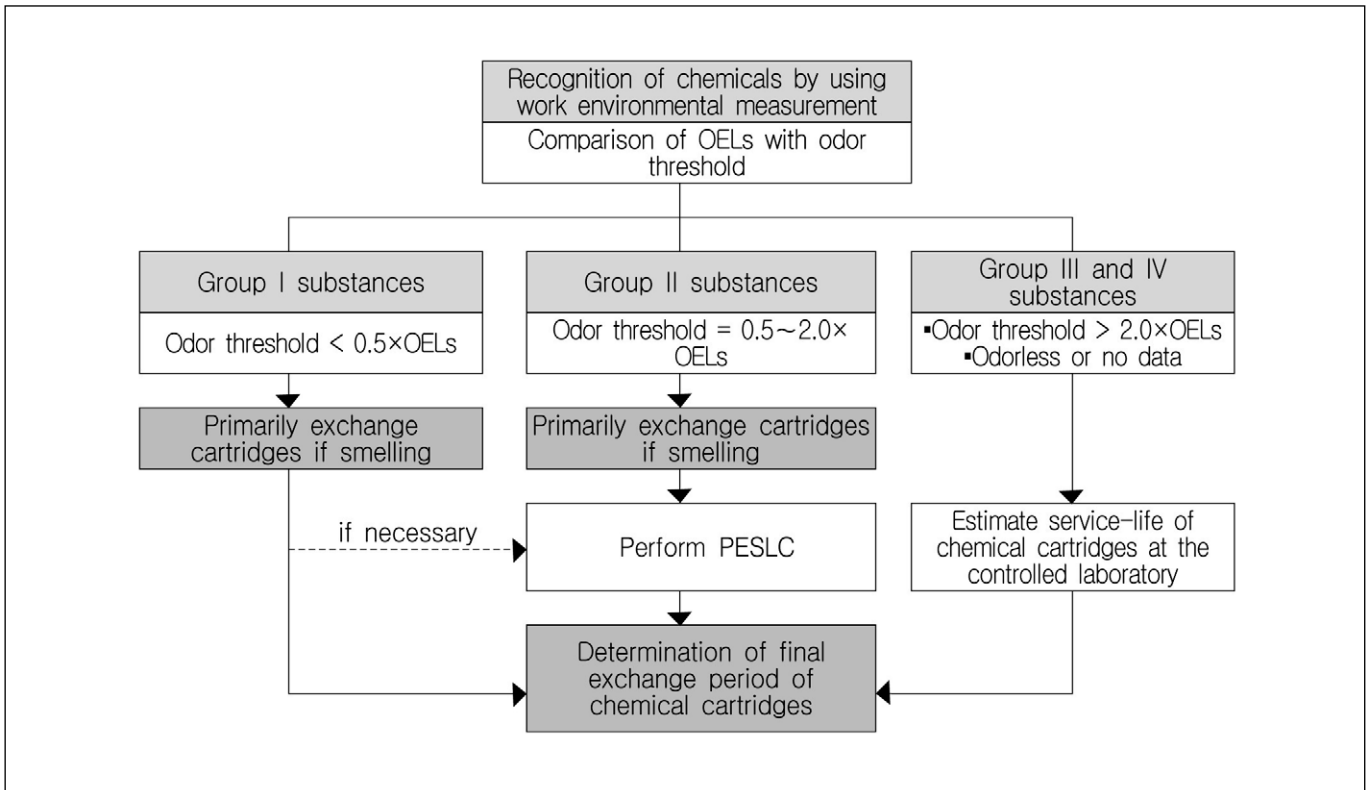 Recognition of chemicals by using
work environmental measurement
Comparison of OELs with odor
threshold
Group I substances
Odor threshold < 0.5×OELs
Primarily exchange
cartridges if smelling
Group II substances
Odor threshold = 0.5~2.0×
OELs
Primarily exchange cartridges
if smelling
Group III and IV
substances
▪Odor threshold > 2.0×OELs
▪Odorless or no data
if necessary
Perform PESLC
Estimate service-life of
chemical cartridges at the
controlled laboratory
Determination of final
exchange period of
chemical cartridges